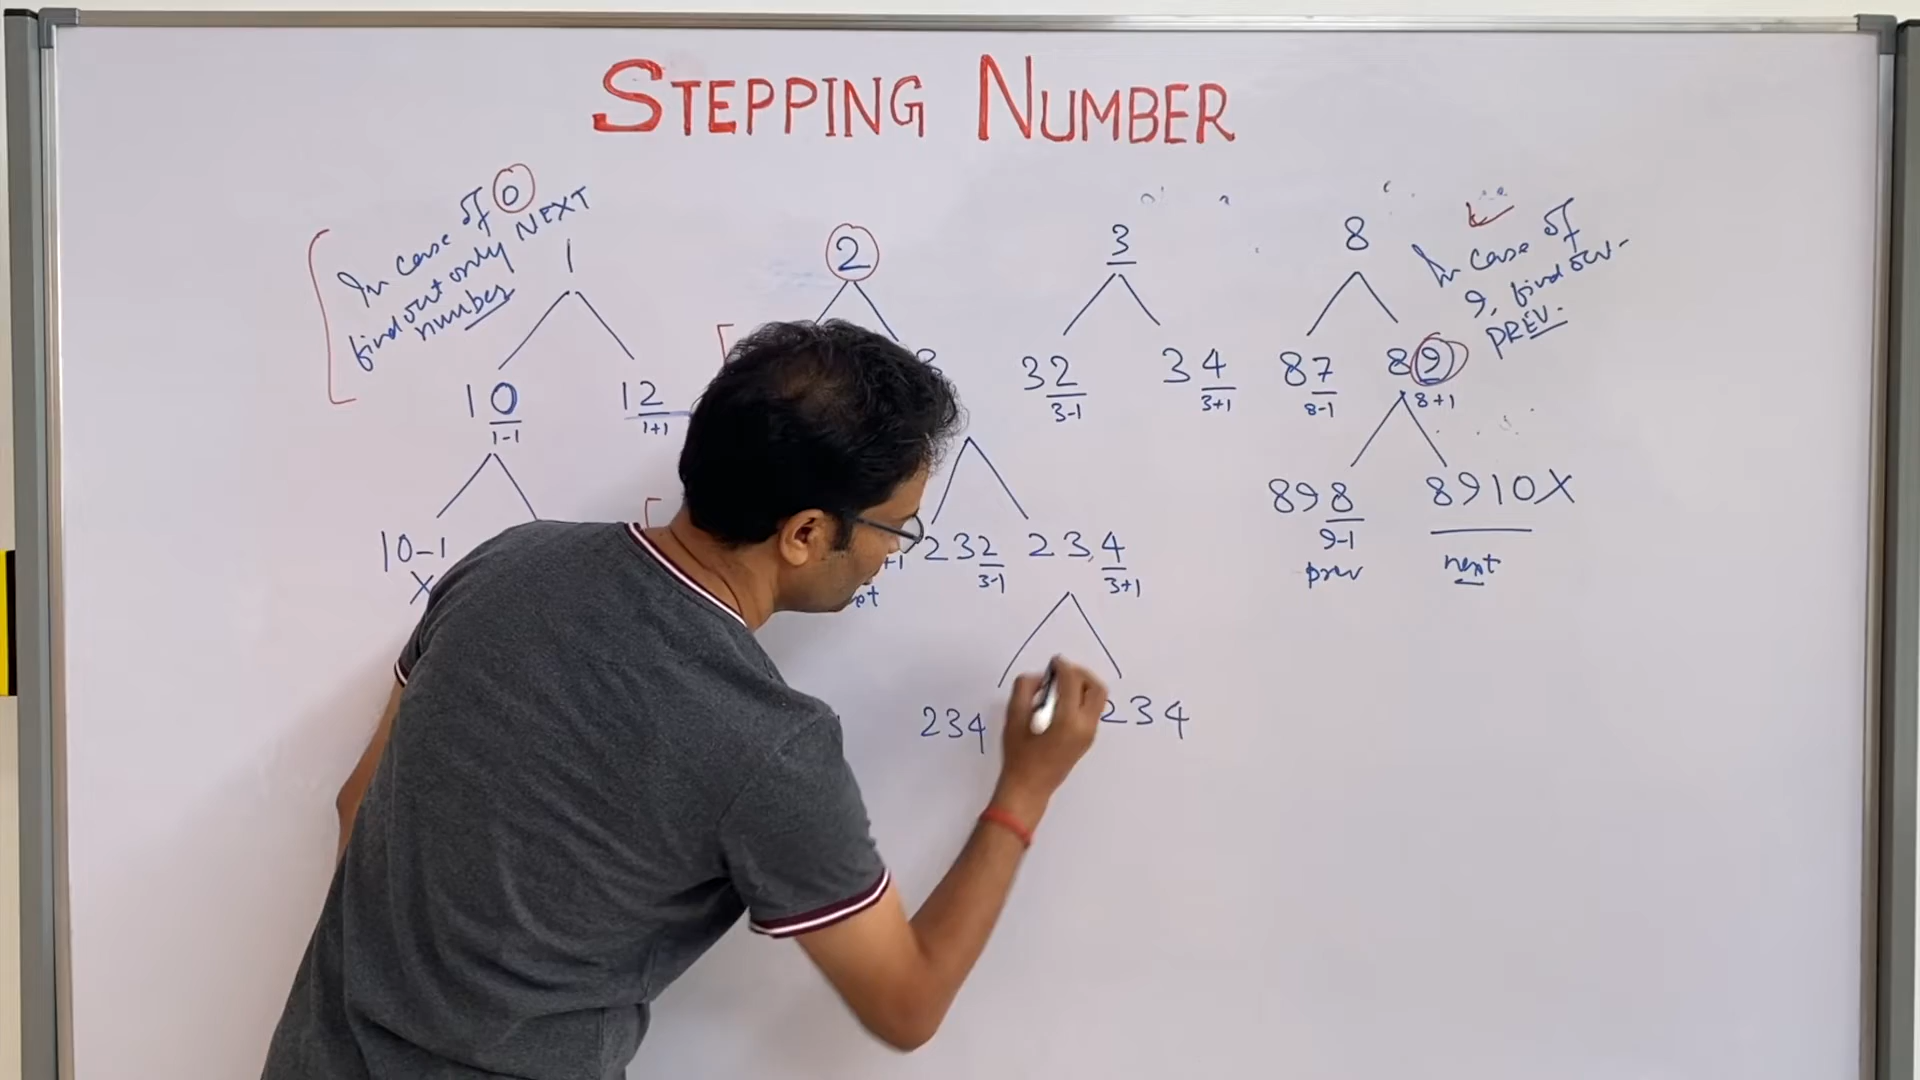 STEPPING NUMBER
In case of 0
find out only NEXT
number
1
10
1-1
12
1+1
10-1
X
2
232
3-1
234
3+1
234
234
3
32
3-1
34
3+1
8
87
8-1
89
8+1
898
9-1
prev
8910X
next
In case of
9, find out
PREV.